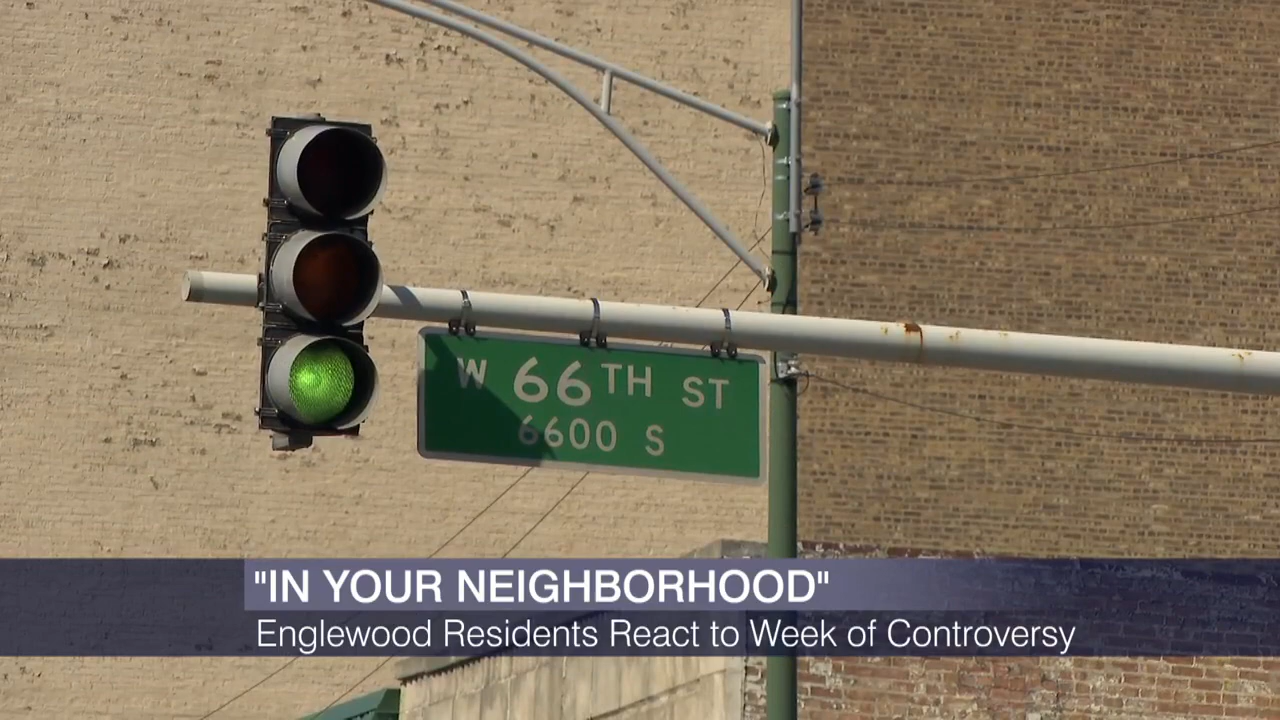 W 66TH ST
6600 S
"IN YOUR NEIGHBORHOOD"
Englewood Residents React to Week of Controversy